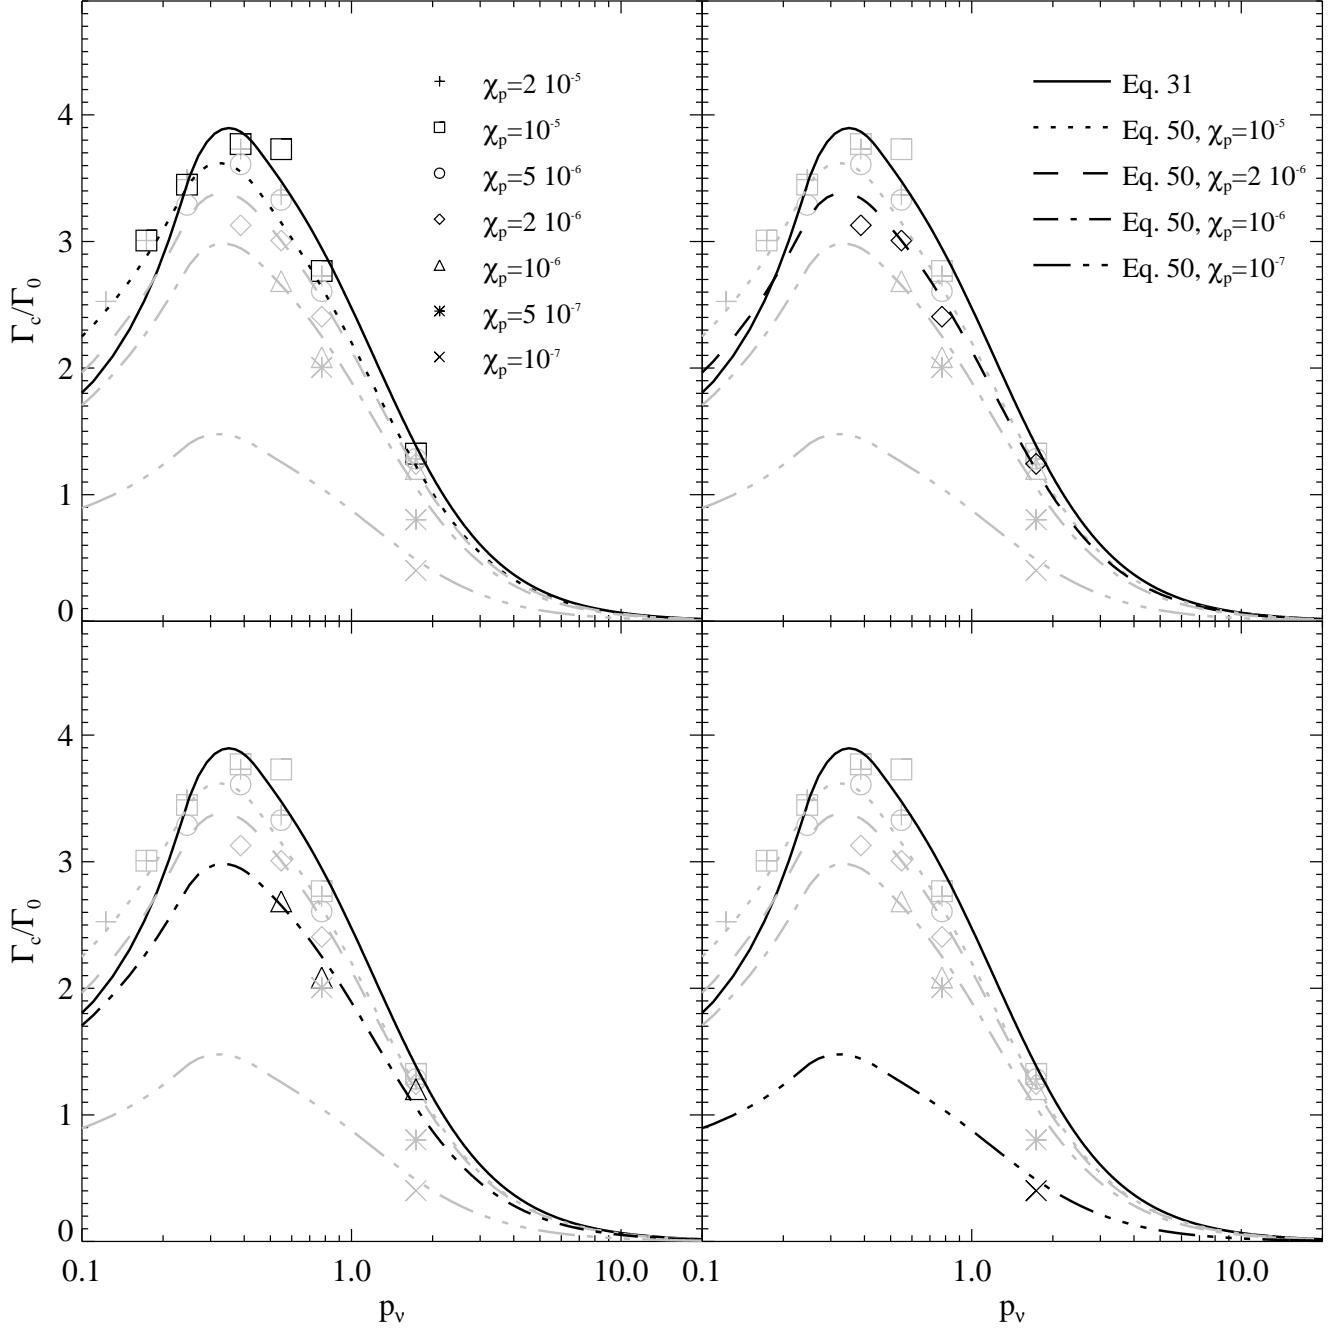 χp=2 10-5
χp=10-5
χp=5 10-6
χp=2 10-6
χp=10-6
χp=5 10-7
χp=10-7
Eq. 31
Eq. 50, χp=10-5
Eq. 50, χp=2 10-6
Eq. 50, χp=10-6
Eq. 50, χp=10-7
4
3
2
1
0
Γc/Γ0
4
3
2
1
0
Γc/Γ0
0.1 1.0 10.0 0.1 1.0 10.0
pν pν